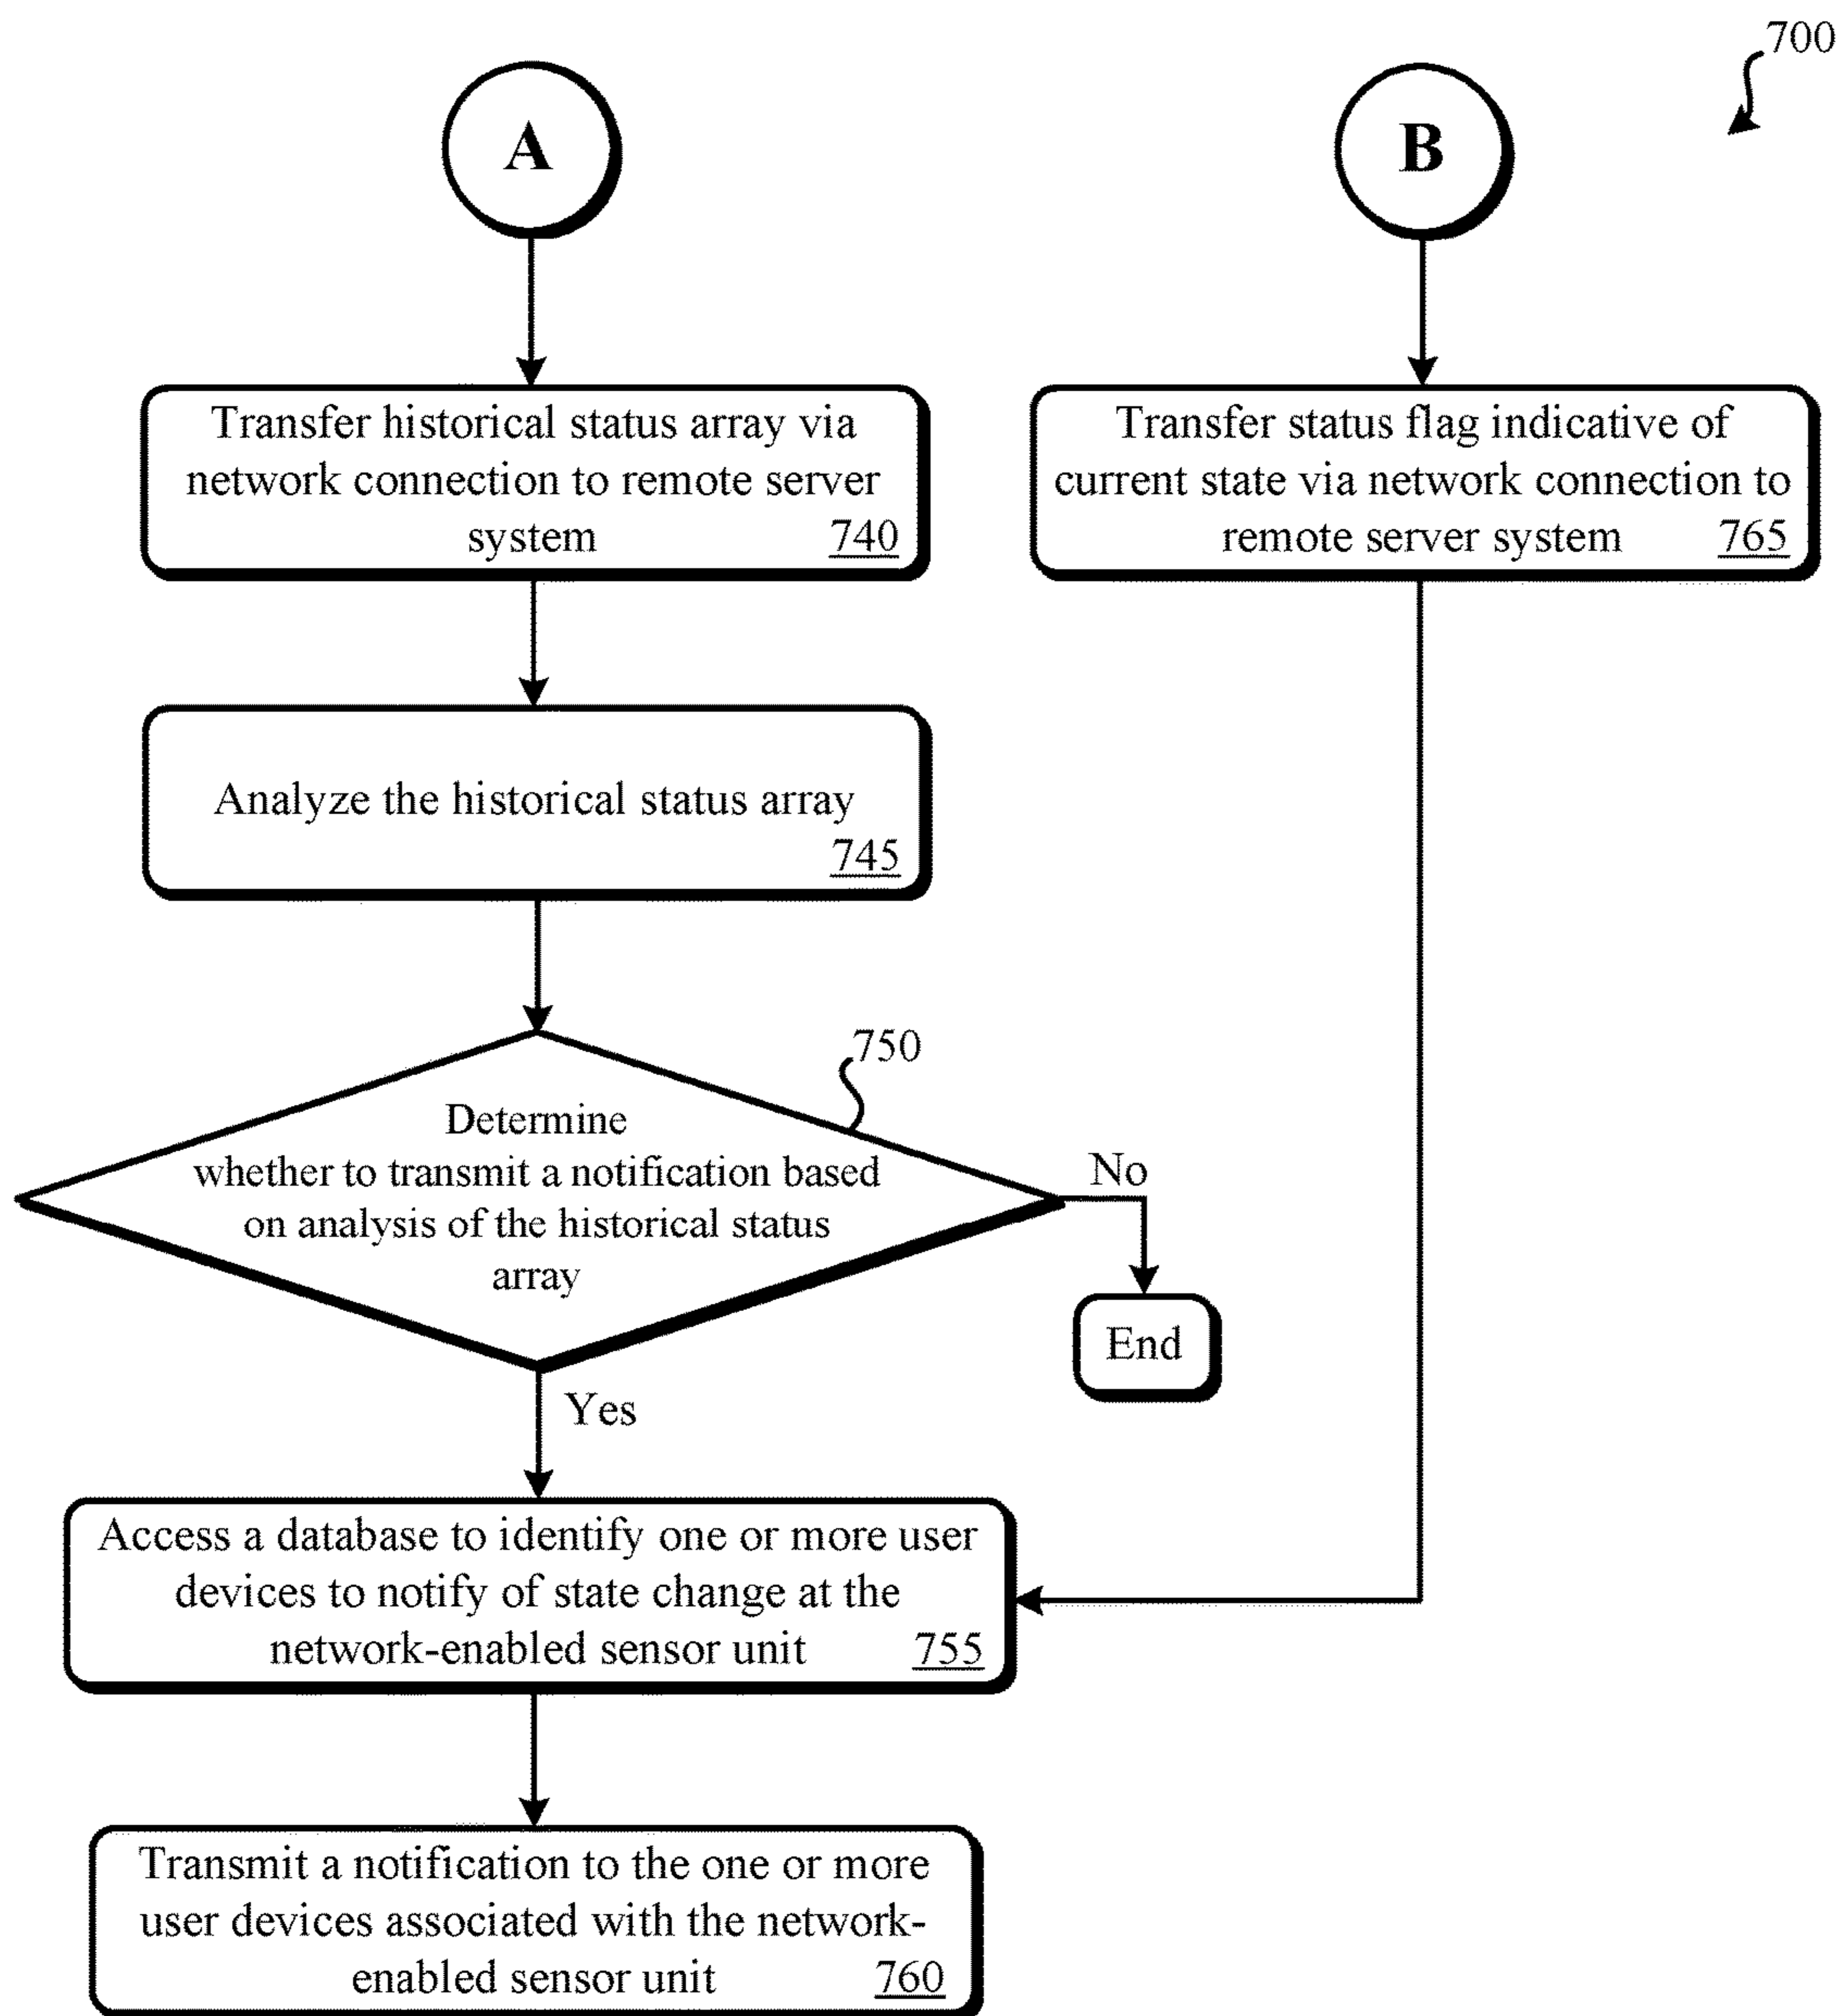 700
A
B
Transfer historical status array via
network connection to remote server
system 740
Transfer status flag indicative of
current state via network connection to
remote server system 765
Analyze the historical status array
745
750
Determine
whether to transmit a notification based
on analysis of the historical status
array
No
End
Yes
Access a database to identify one or more user
devices to notify of state change at the
network-enabled sensor unit 755
Transmit a notification to the one or more
user devices associated with the network-
enabled sensor unit 760